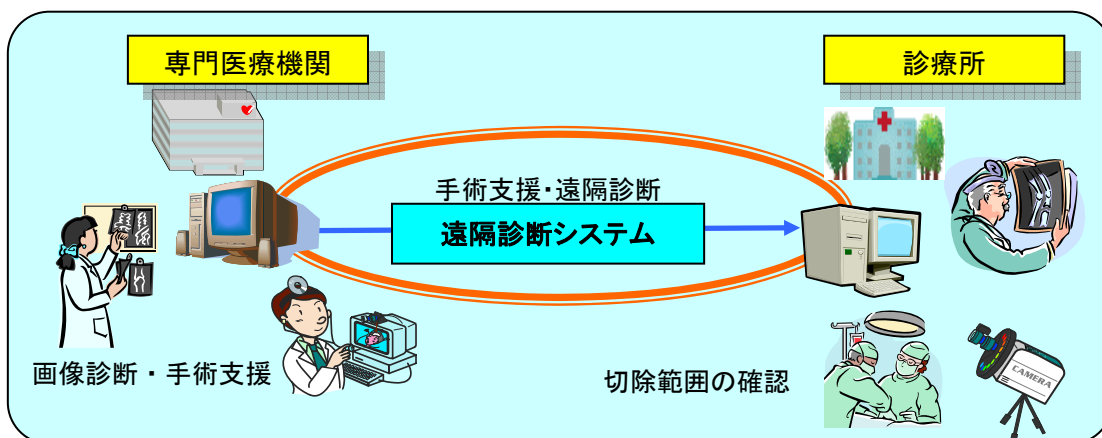 専門医療機関
診療所
手術支援・遠隔診断
遠隔診断システム
画像診断・手術支援
切除範囲の確認
CAMERA